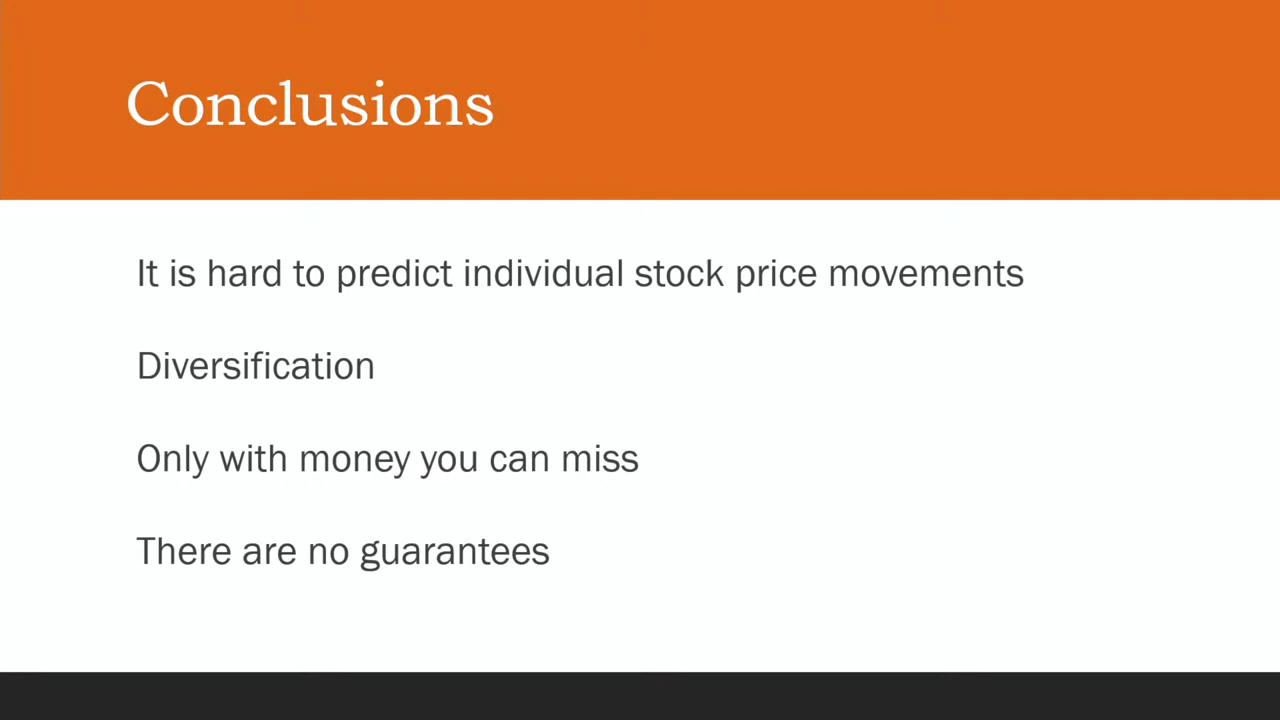 Conclusions
It is hard to predict individual stock price movements
Diversification
Only with money you can miss
There are no guarantees